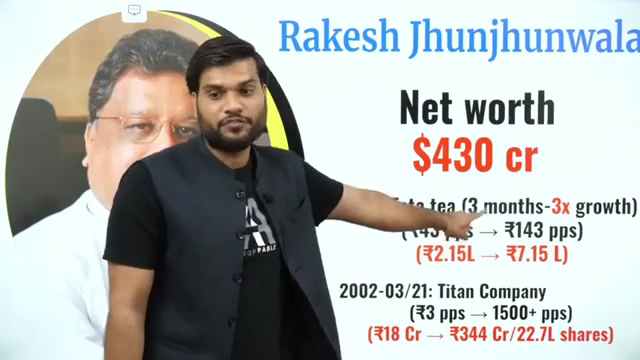 Rakesh Jhunjhunwala
Net worth
$430 cr
tea (3 months-3x growth)
(₹43 → ₹143 pps)
(₹2.15L → ₹7.15 L)
2002-03/21: Titan Company
(₹3 pps → 1500+ pps)
(₹18 Cr → ₹344 Cr/22.7L shares)